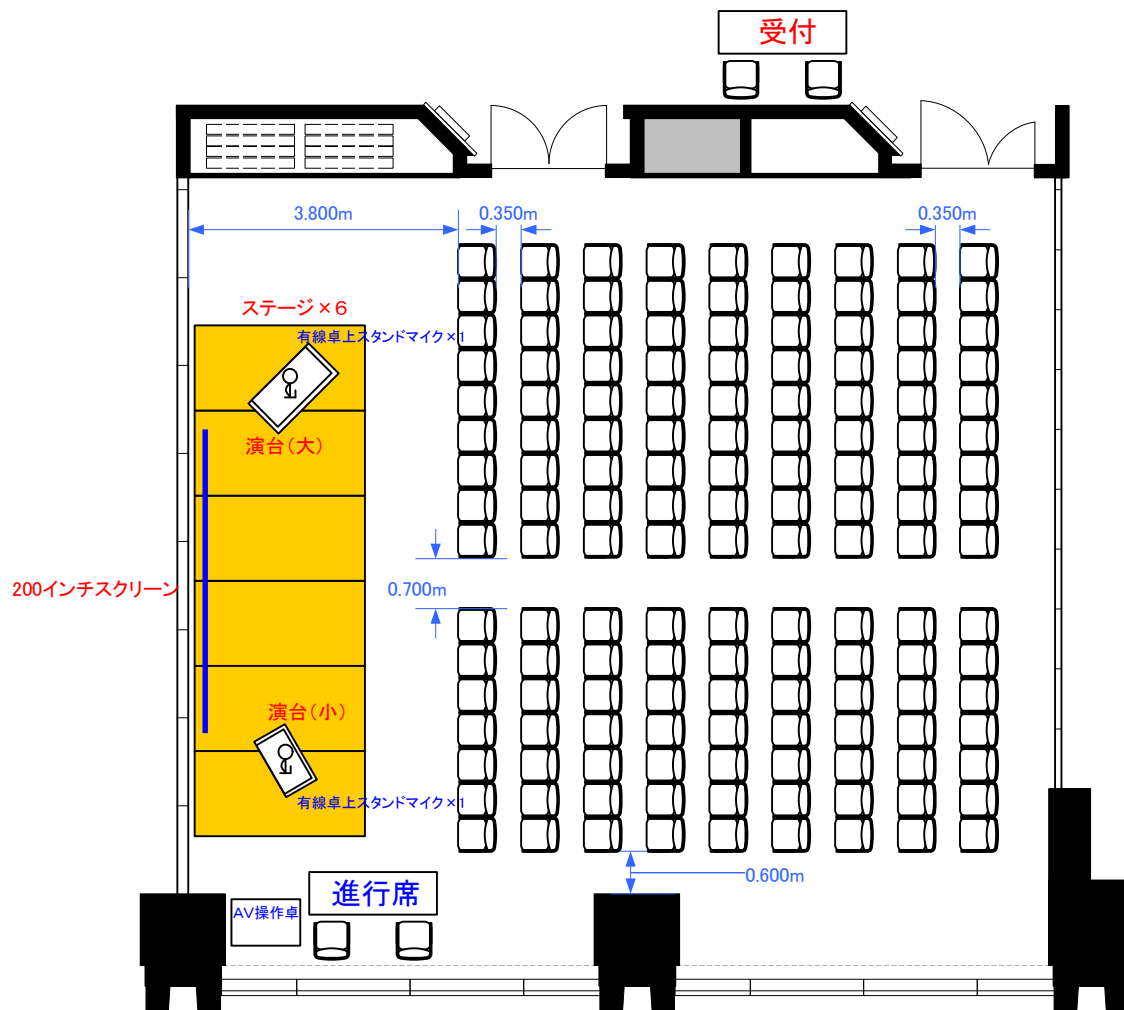 受付
3.800m
0.350m
0.350m
ステージ×6
有線卓上スタンドマイク×1
演台(大)
200インチスクリーン
0.700m
演台(小)
有線卓上スタンドマイク×1
0.600m
進行席
AV操作卓